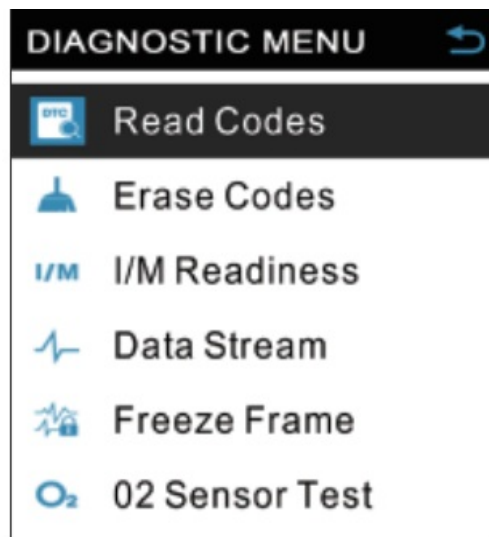 DIAGNOSTIC MENU
DTC Read Codes
Erase Codes
I/M I/M Readiness
Data Stream
Freeze Frame
O₂ 02 Sensor Test